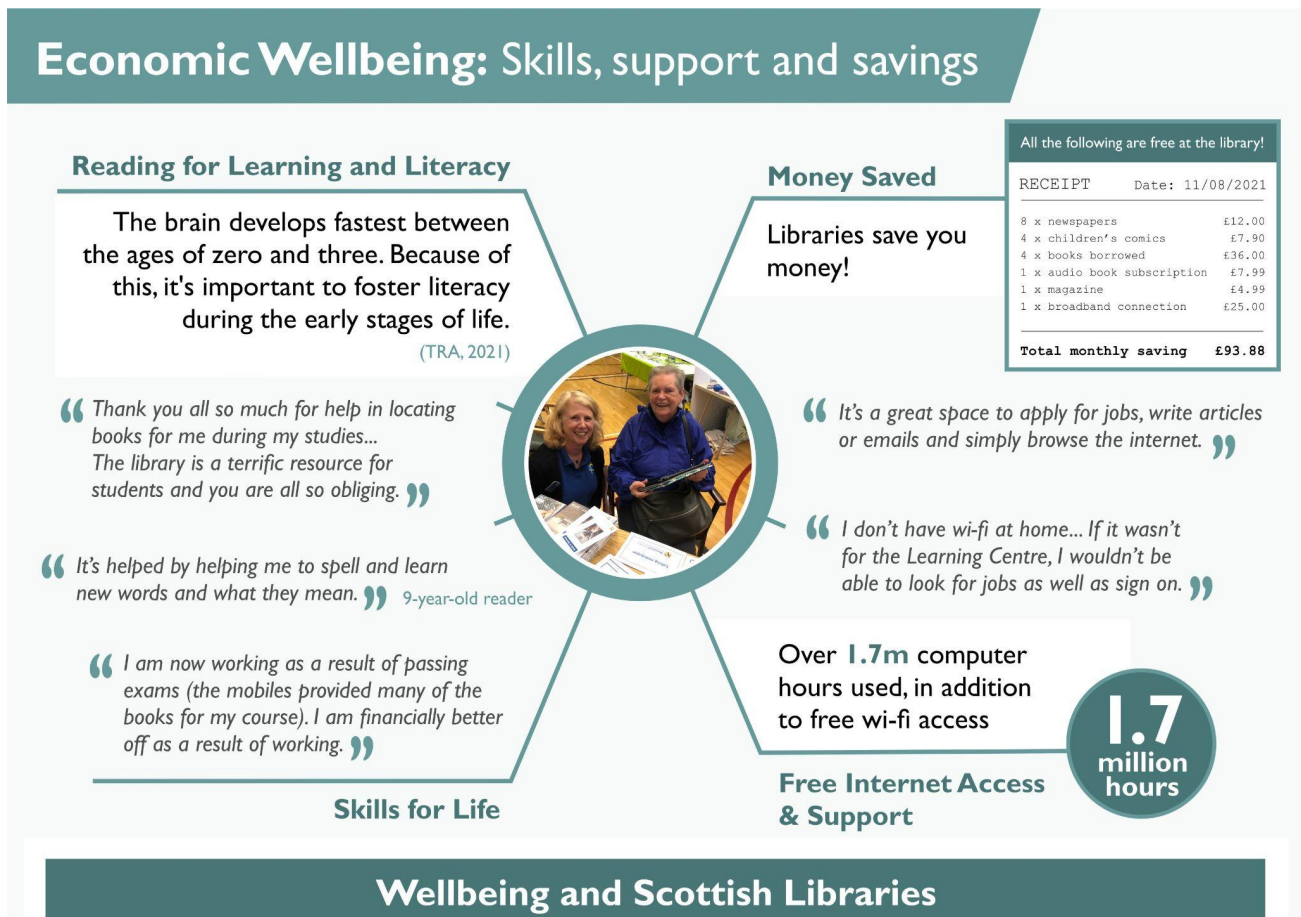 Economic Wellbeing: Skills, support and savings
Reading for Learning and Literacy
The brain develops fastest between
the ages of zero and three. Because of
this, it's important to foster literacy
during the early stages of life.
(TRA, 2021)
“ Thank you all so much for help in locating
books for me during my studies...
The library is a terrific resource for
students and you are all so obliging. ”
“ It’s helped by helping me to spell and learn
new words and what they mean. ” 9-year-old reader
“ I am now working as a result of passing
exams (the mobiles provided many of the
books for my course). I am financially better
off as a result of working. ”
Skills for Life
Money Saved
Libraries save you
money!
All the following are free at the library!
RECEIPT Date: 11/08/2021
8 x newspapers £12.00
4 x children’s comics £7.90
4 x books borrowed £36.00
1 x audio book subscription £7.99
1 x magazine £4.99
1 x broadband connection £25.00
Total monthly saving £93.88
“ It’s a great space to apply for jobs, write articles
or emails and simply browse the internet. ”
“ I don’t have wi-fi at home... If it wasn’t
for the Learning Centre, I wouldn’t be
able to look for jobs as well as sign on. ”
Over 1.7m computer
hours used, in addition
to free wi-fi access
1.7
million
hours
Free Internet Access
& Support
Wellbeing and Scottish Libraries